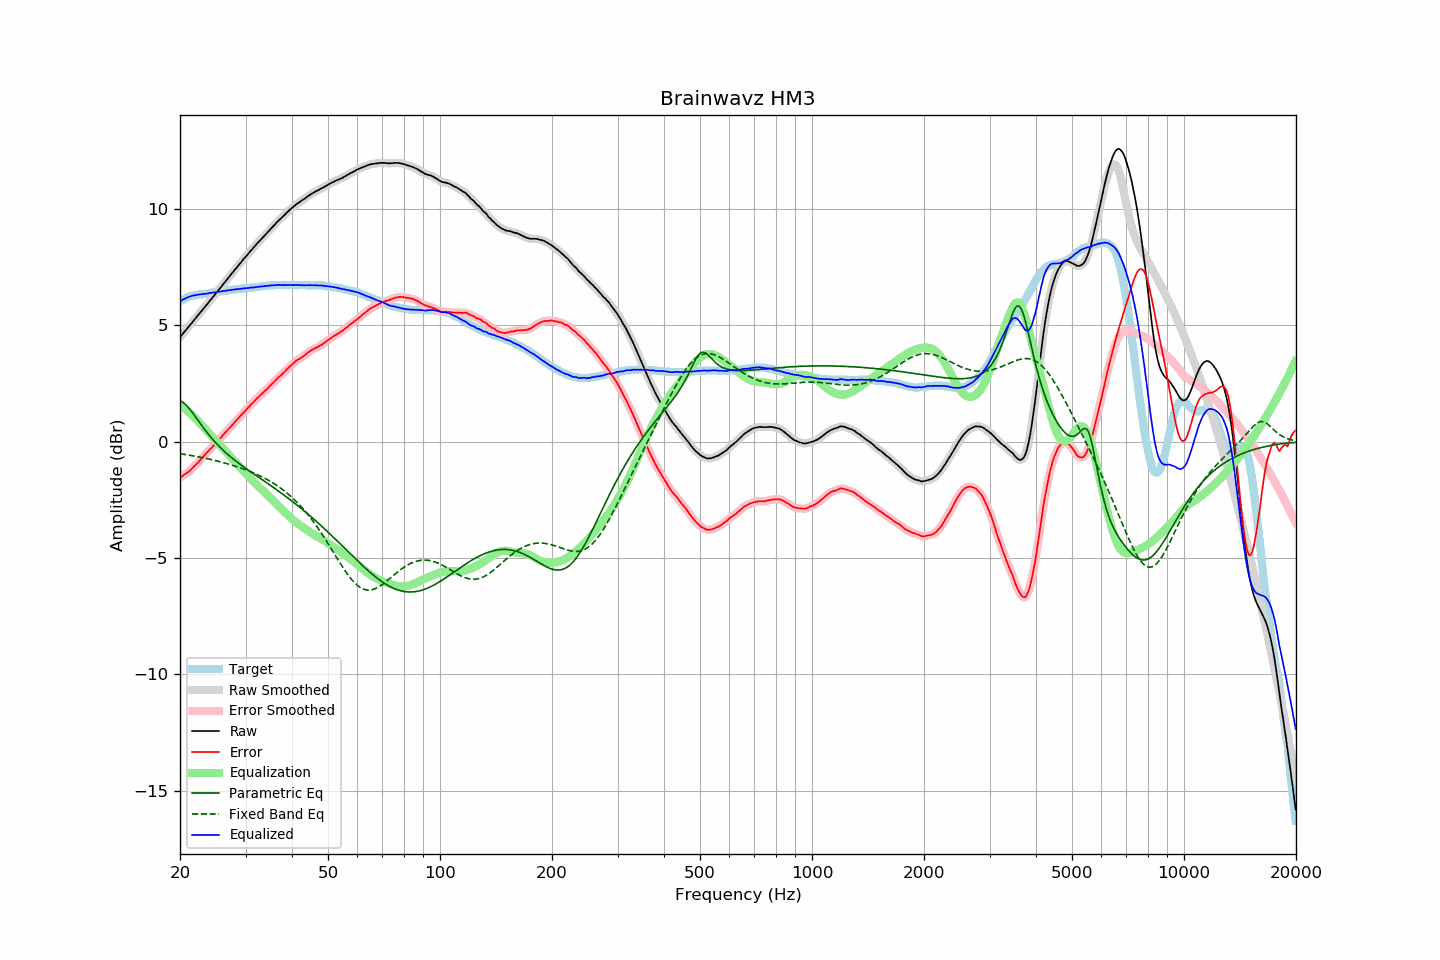 Brainwavz HM3
Amplitude (dBr)
10
5
0
−5
−10
−15
Target
Raw Smoothed
Error Smoothed
Raw
Error
Equalization
Parametric Eq
Fixed Band Eq
Equalized
20 50 100 200 500 1000 2000 5000 10000 20000
Frequency (Hz)